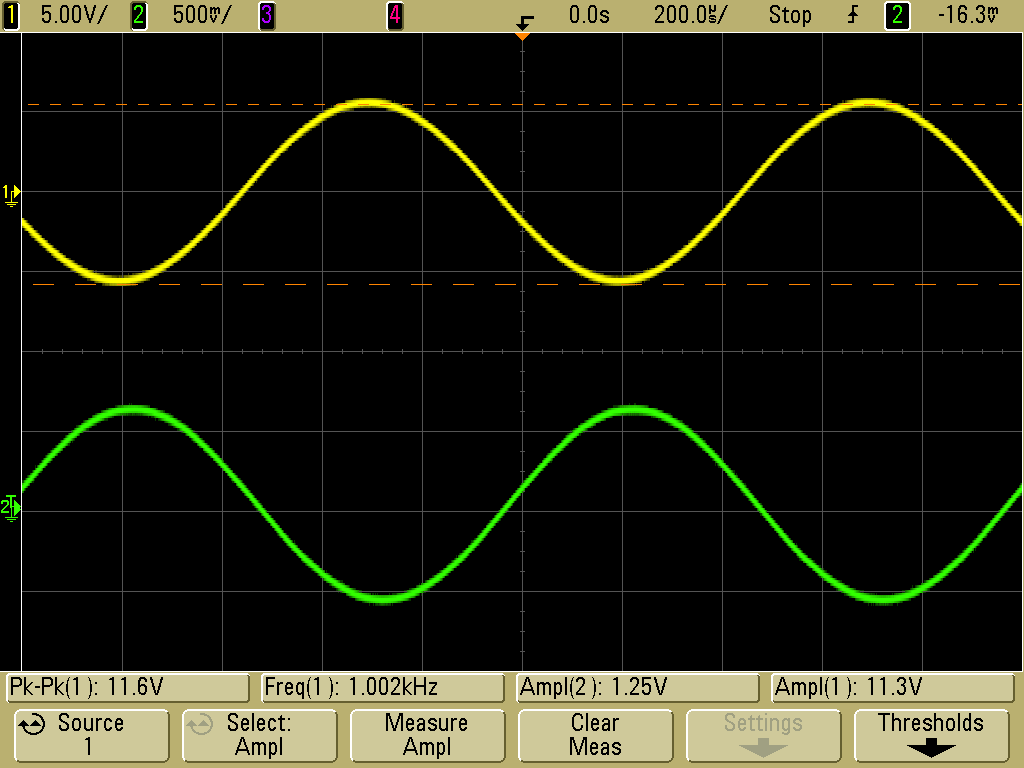 1 5.00V/ 2 500mV/ 3 4 0.0s 200.0µs/ Stop 2 -16.3mV
1
2
Pk-Pk(1): 11.6V Freq(1): 1.002kHz Ampl(2): 1.25V Ampl(1): 11.3V
Source Select: Measure Clear Settings Thresholds
1 Ampl Ampl Meas